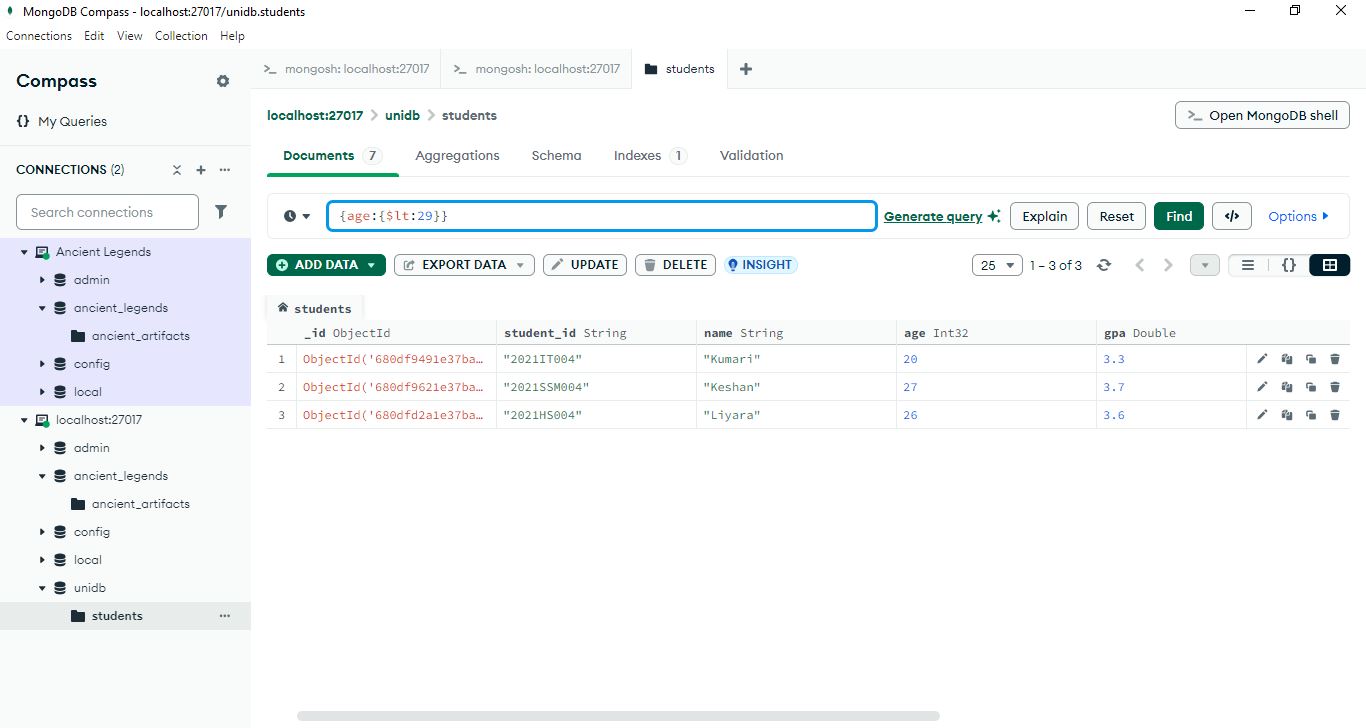 MongoDB Compass - localhost:27017/unidb.students
Connections Edit View Collection Help
Compass
{} My Queries
CONNECTIONS (2)
Search connections
Ancient Legends
admin
ancient_legends
ancient_artifacts
config
local
localhost:27017
admin
ancient_legends
ancient_artifacts
config
local
unidb
students
>_ mongosh: localhost:27017 >_ mongosh: localhost:27017 students
localhost:27017 > unidb > students
>_ Open MongoDB shell
Documents 7 Aggregations Schema Indexes 1 Validation
{age:{$lt:29}}
Generate query Explain Reset Find </> Options
ADD DATA EXPORT DATA UPDATE DELETE INSIGHT 25 1 – 3 of 3 {}
students
_id ObjectId student_id String name String age Int32 gpa Double
1 ObjectId('680df9491e37ba… "2021IT004" "Kumari" 20 3.3
2 ObjectId('680df9621e37ba… "2021SSM004" "Keshan" 27 3.7
3 ObjectId('680dfd2a1e37ba… "2021HS004" "Liyara" 26 3.6